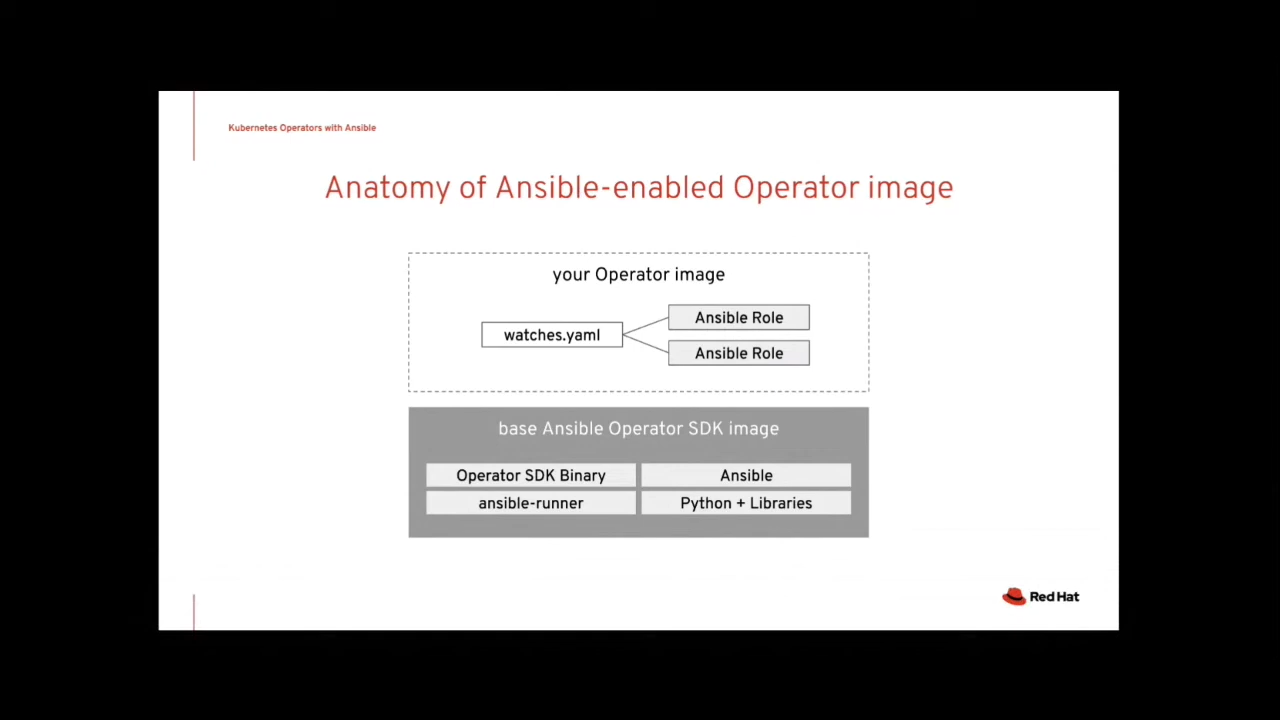 Kubernetes Operators with Ansible
Anatomy of Ansible-enabled Operator image
your Operator image
watches.yaml
Ansible Role
Ansible Role
base Ansible Operator SDK image
Operator SDK Binary
Ansible
ansible-runner
Python + Libraries
Red Hat